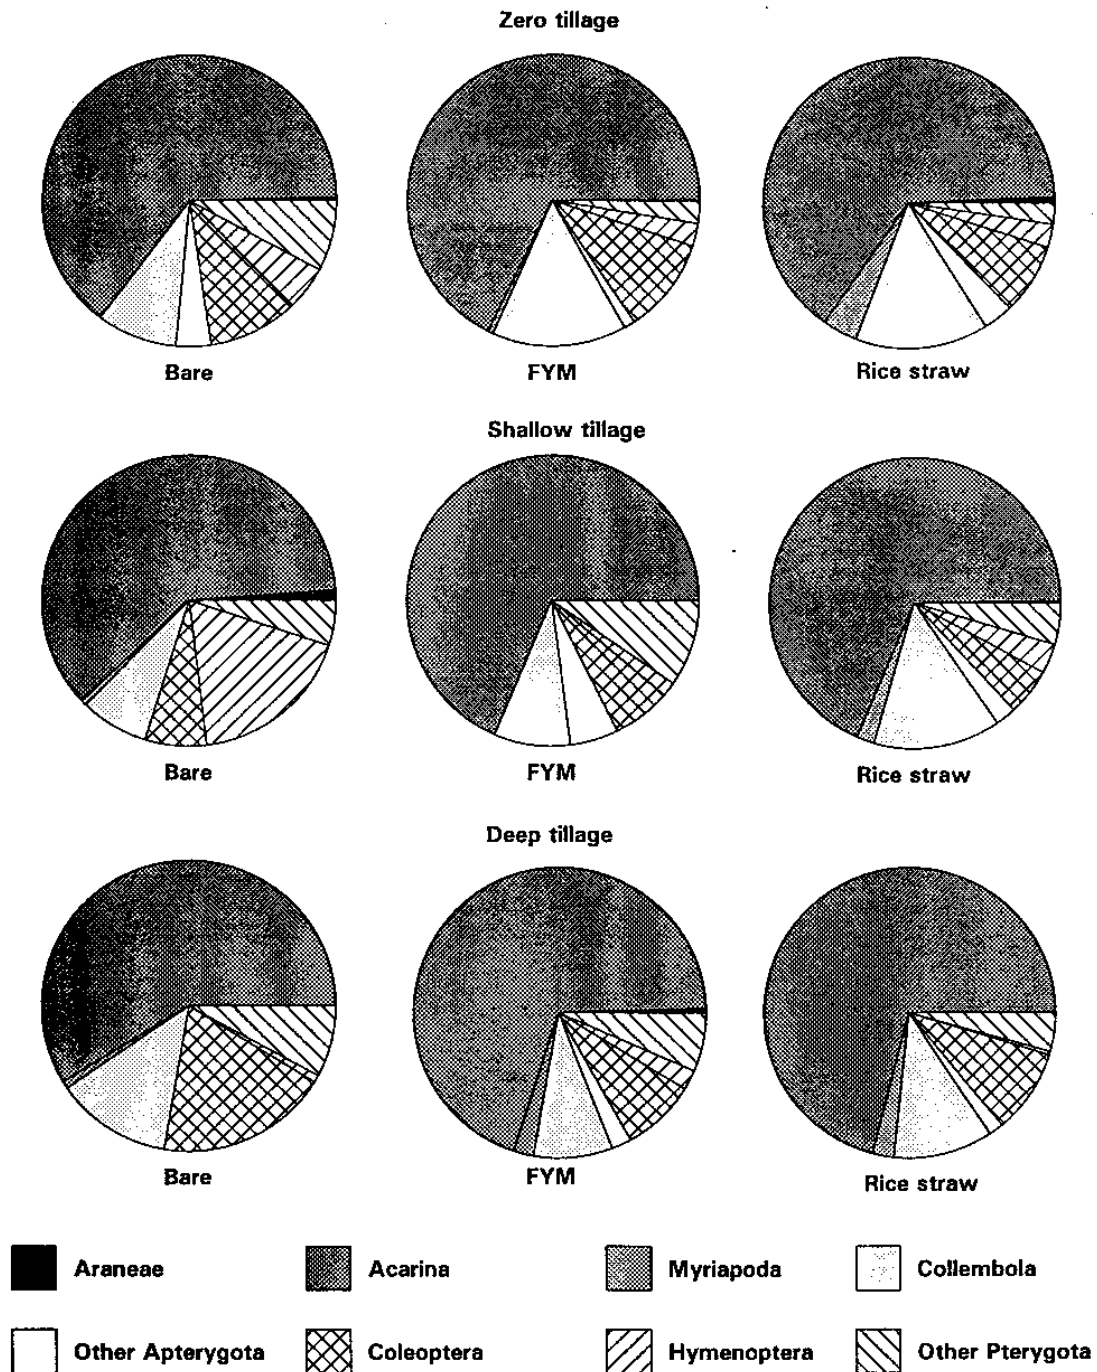 Zero tillage
Bare FYM Rice straw
Shallow tillage
Bare FYM Rice straw
Deep tillage
Bare FYM Rice straw
Araneae Acarina Myriapoda Collembola
Other Apterygota Coleoptera Hymenoptera Other Pterygota